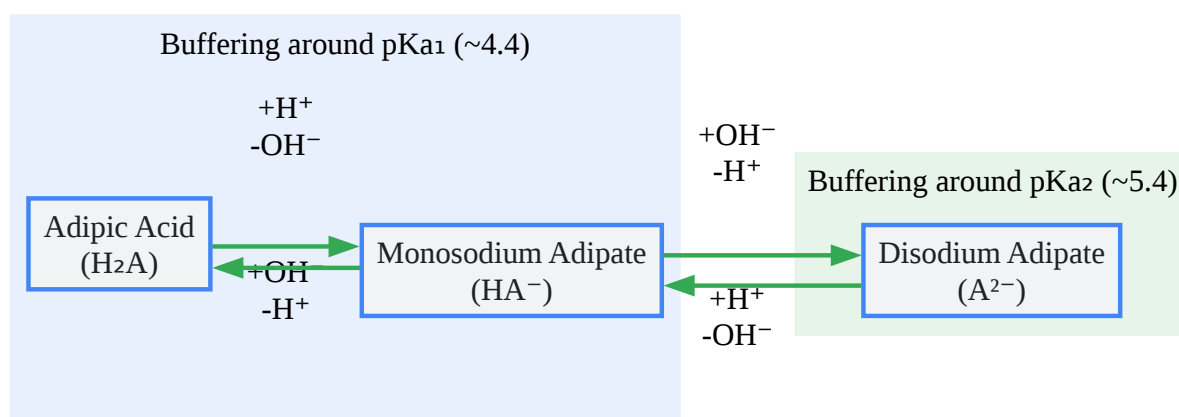 Buffering around pKa₁ (~4.4)
+H⁺
-OH⁻
+OH⁻
-H⁺
Buffering around pKa₂ (~5.4)
Adipic Acid
(H₂A)
Monosodium Adipate
(HA⁻)
Disodium Adipate
(A²⁻)
+OH⁻
-H⁺
+H⁺
-OH⁻